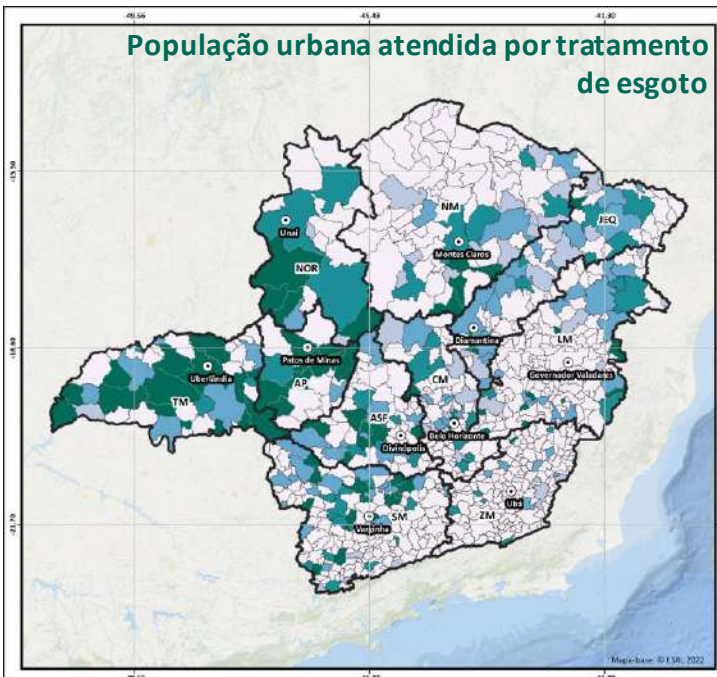 População urbana atendida por tratamento
de esgoto
NM
JEQ
Unaí
Montes Claros
NOR
Diamantina
LM
Patos de Minas
Uberlândia
Governador Valadares
AP
CM
TM
ASF
Belo Horizonte
Divinópolis
Ubá
SM
ZM
Varginha
Mapa-base: © ESRI, 2022